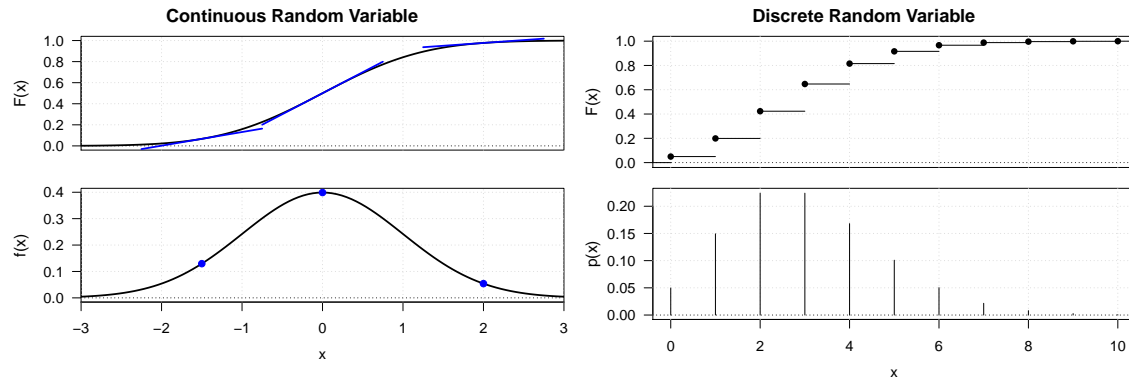 Continuous Random Variable
F(x)
1.0
0.8
0.6
0.4
0.2
0.0
f(x)
0.4
0.3
0.2
0.1
0.0
−3 −2 −1 0 1 2 3
x
Discrete Random Variable
F(x)
1.0
0.8
0.6
0.4
0.2
0.0
p(x)
0.20
0.15
0.10
0.05
0.00
0 2 4 6 8 10
x